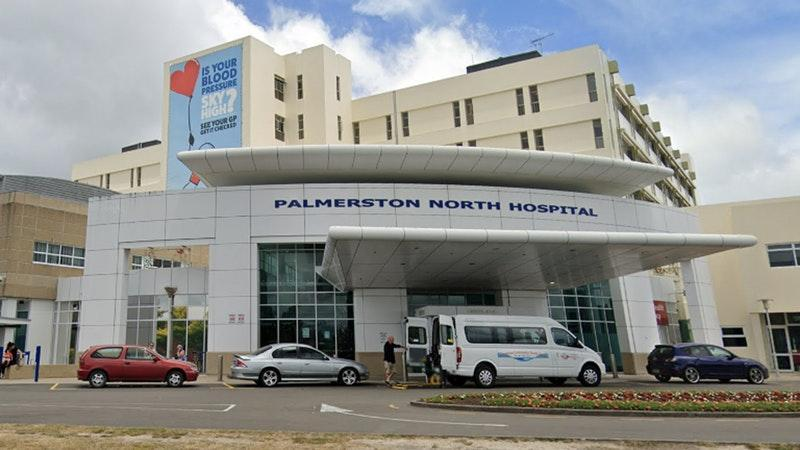 IS YOUR
BLOOD
PRESSURE
SKY
HIGH?
SEE YOUR GP
GET IT CHECKED
PALMERSTON NORTH HOSPITAL